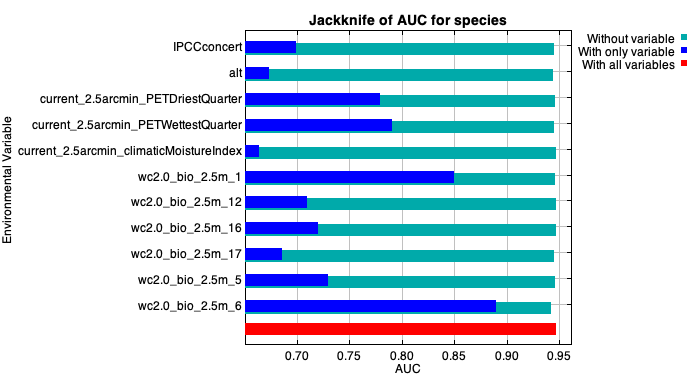 Jackknife of AUC for species
Without variable
With only variable
With all variables
Environmental Variable
IPCCconcert
alt
current_2.5arcmin_PETDriestQuarter
current_2.5arcmin_PETWettestQuarter
current_2.5arcmin_climaticMoistureIndex
wc2.0_bio_2.5m_1
wc2.0_bio_2.5m_12
wc2.0_bio_2.5m_16
wc2.0_bio_2.5m_17
wc2.0_bio_2.5m_5
wc2.0_bio_2.5m_6
0.70 0.75 0.80 0.85 0.90 0.95
AUC